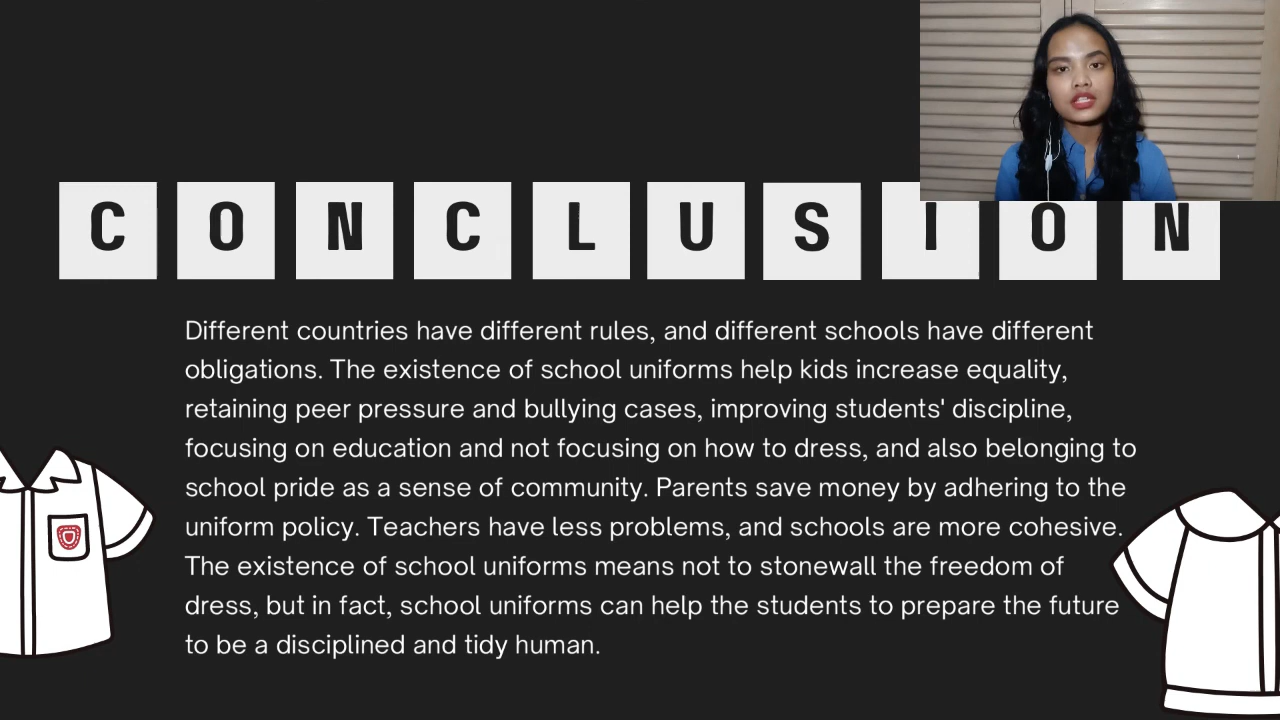 CONCLUSION
Different countries have different rules, and different schools have different
obligations. The existence of school uniforms help kids increase equality,
retaining peer pressure and bullying cases, improving students' discipline,
focusing on education and not focusing on how to dress, and also belonging to
school pride as a sense of community. Parents save money by adhering to the
uniform policy. Teachers have less problems, and schools are more cohesive.
The existence of school uniforms means not to stonewall the freedom of
dress, but in fact, school uniforms can help the students to prepare the future
to be a disciplined and tidy human.